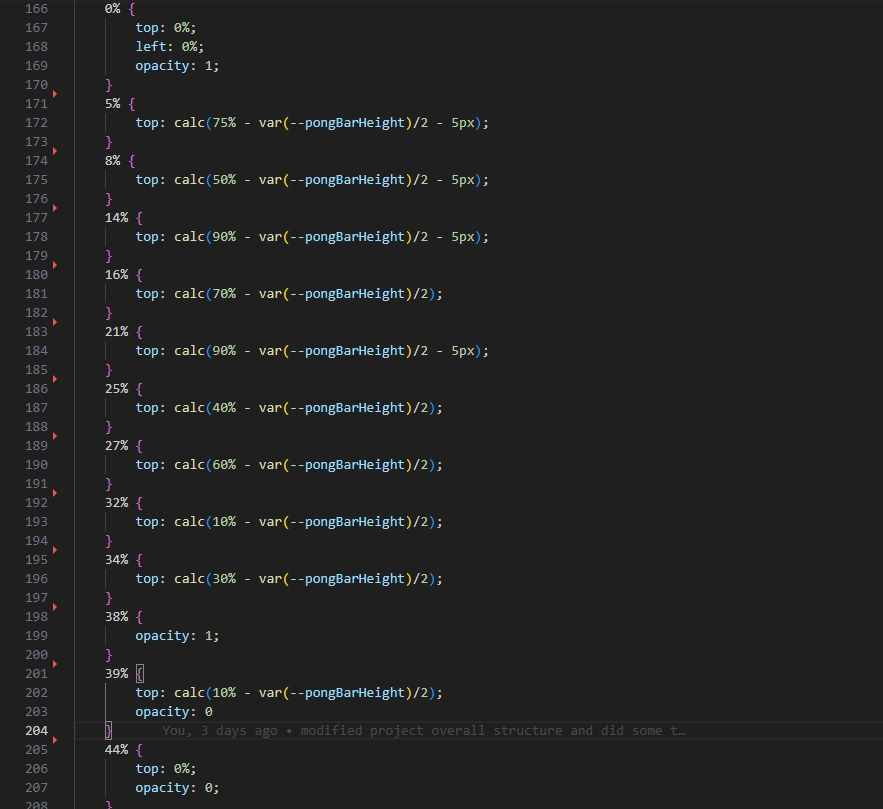 166 0% {
167 top: 0%;
168 left: 0%;
169 opacity: 1;
170 }
171 5% {
172 top: calc(75% - var(--pongBarHeight)/2 - 5px);
173 }
174 8% {
175 top: calc(50% - var(--pongBarHeight)/2 - 5px);
176 }
177 14% {
178 top: calc(90% - var(--pongBarHeight)/2 - 5px);
179 }
180 16% {
181 top: calc(70% - var(--pongBarHeight)/2);
182 }
183 21% {
184 top: calc(90% - var(--pongBarHeight)/2 - 5px);
185 }
186 25% {
187 top: calc(40% - var(--pongBarHeight)/2);
188 }
189 27% {
190 top: calc(60% - var(--pongBarHeight)/2);
191 }
192 32% {
193 top: calc(10% - var(--pongBarHeight)/2);
194 }
195 34% {
196 top: calc(30% - var(--pongBarHeight)/2);
197 }
198 38% {
199 opacity: 1;
200 }
201 39% {
202 top: calc(10% - var(--pongBarHeight)/2);
203 opacity: 0
204 } You, 3 days ago • modified project overall structure and did some t…
205 44% {
206 top: 0%;
207 opacity: 0;
208 }